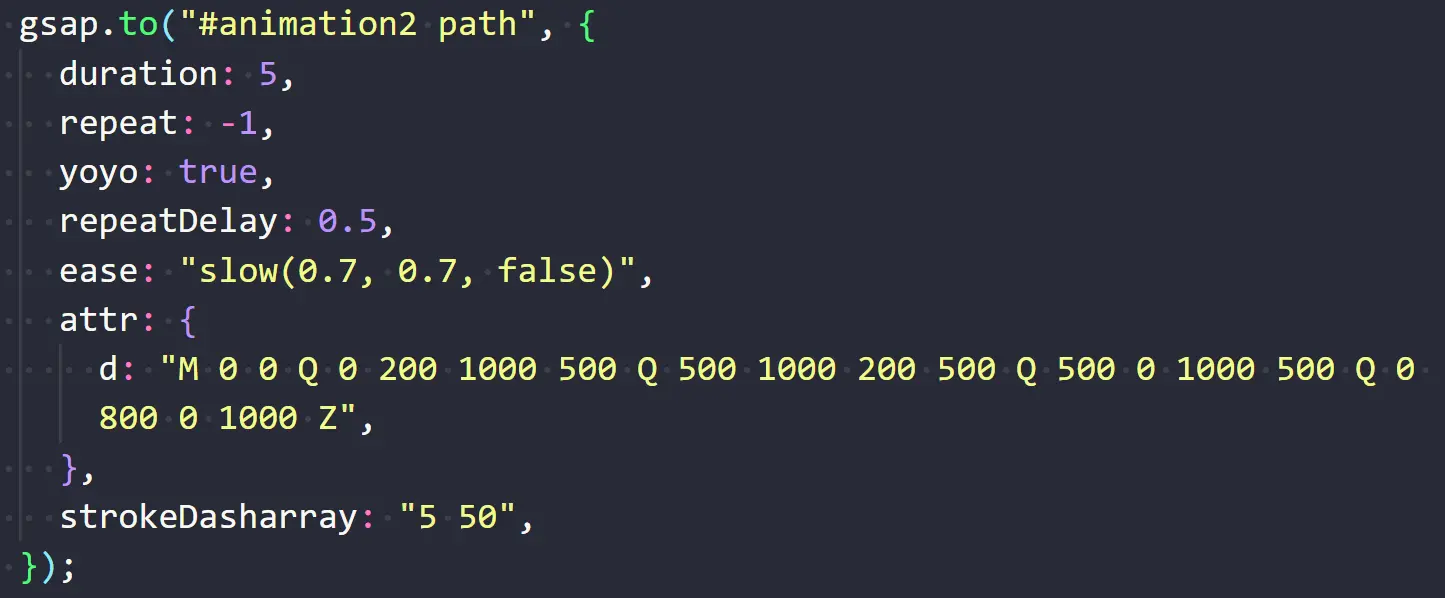 gsap.to("#animation2 path", {
duration: 5,
repeat: -1,
yoyo: true,
repeatDelay: 0.5,
ease: "slow(0.7, 0.7, false)",
attr: {
d: "M 0 0 Q 0 200 1000 500 Q 500 1000 200 500 Q 500 0 1000 500 Q 0
800 0 1000 Z",
},
strokeDasharray: "5 50",
});